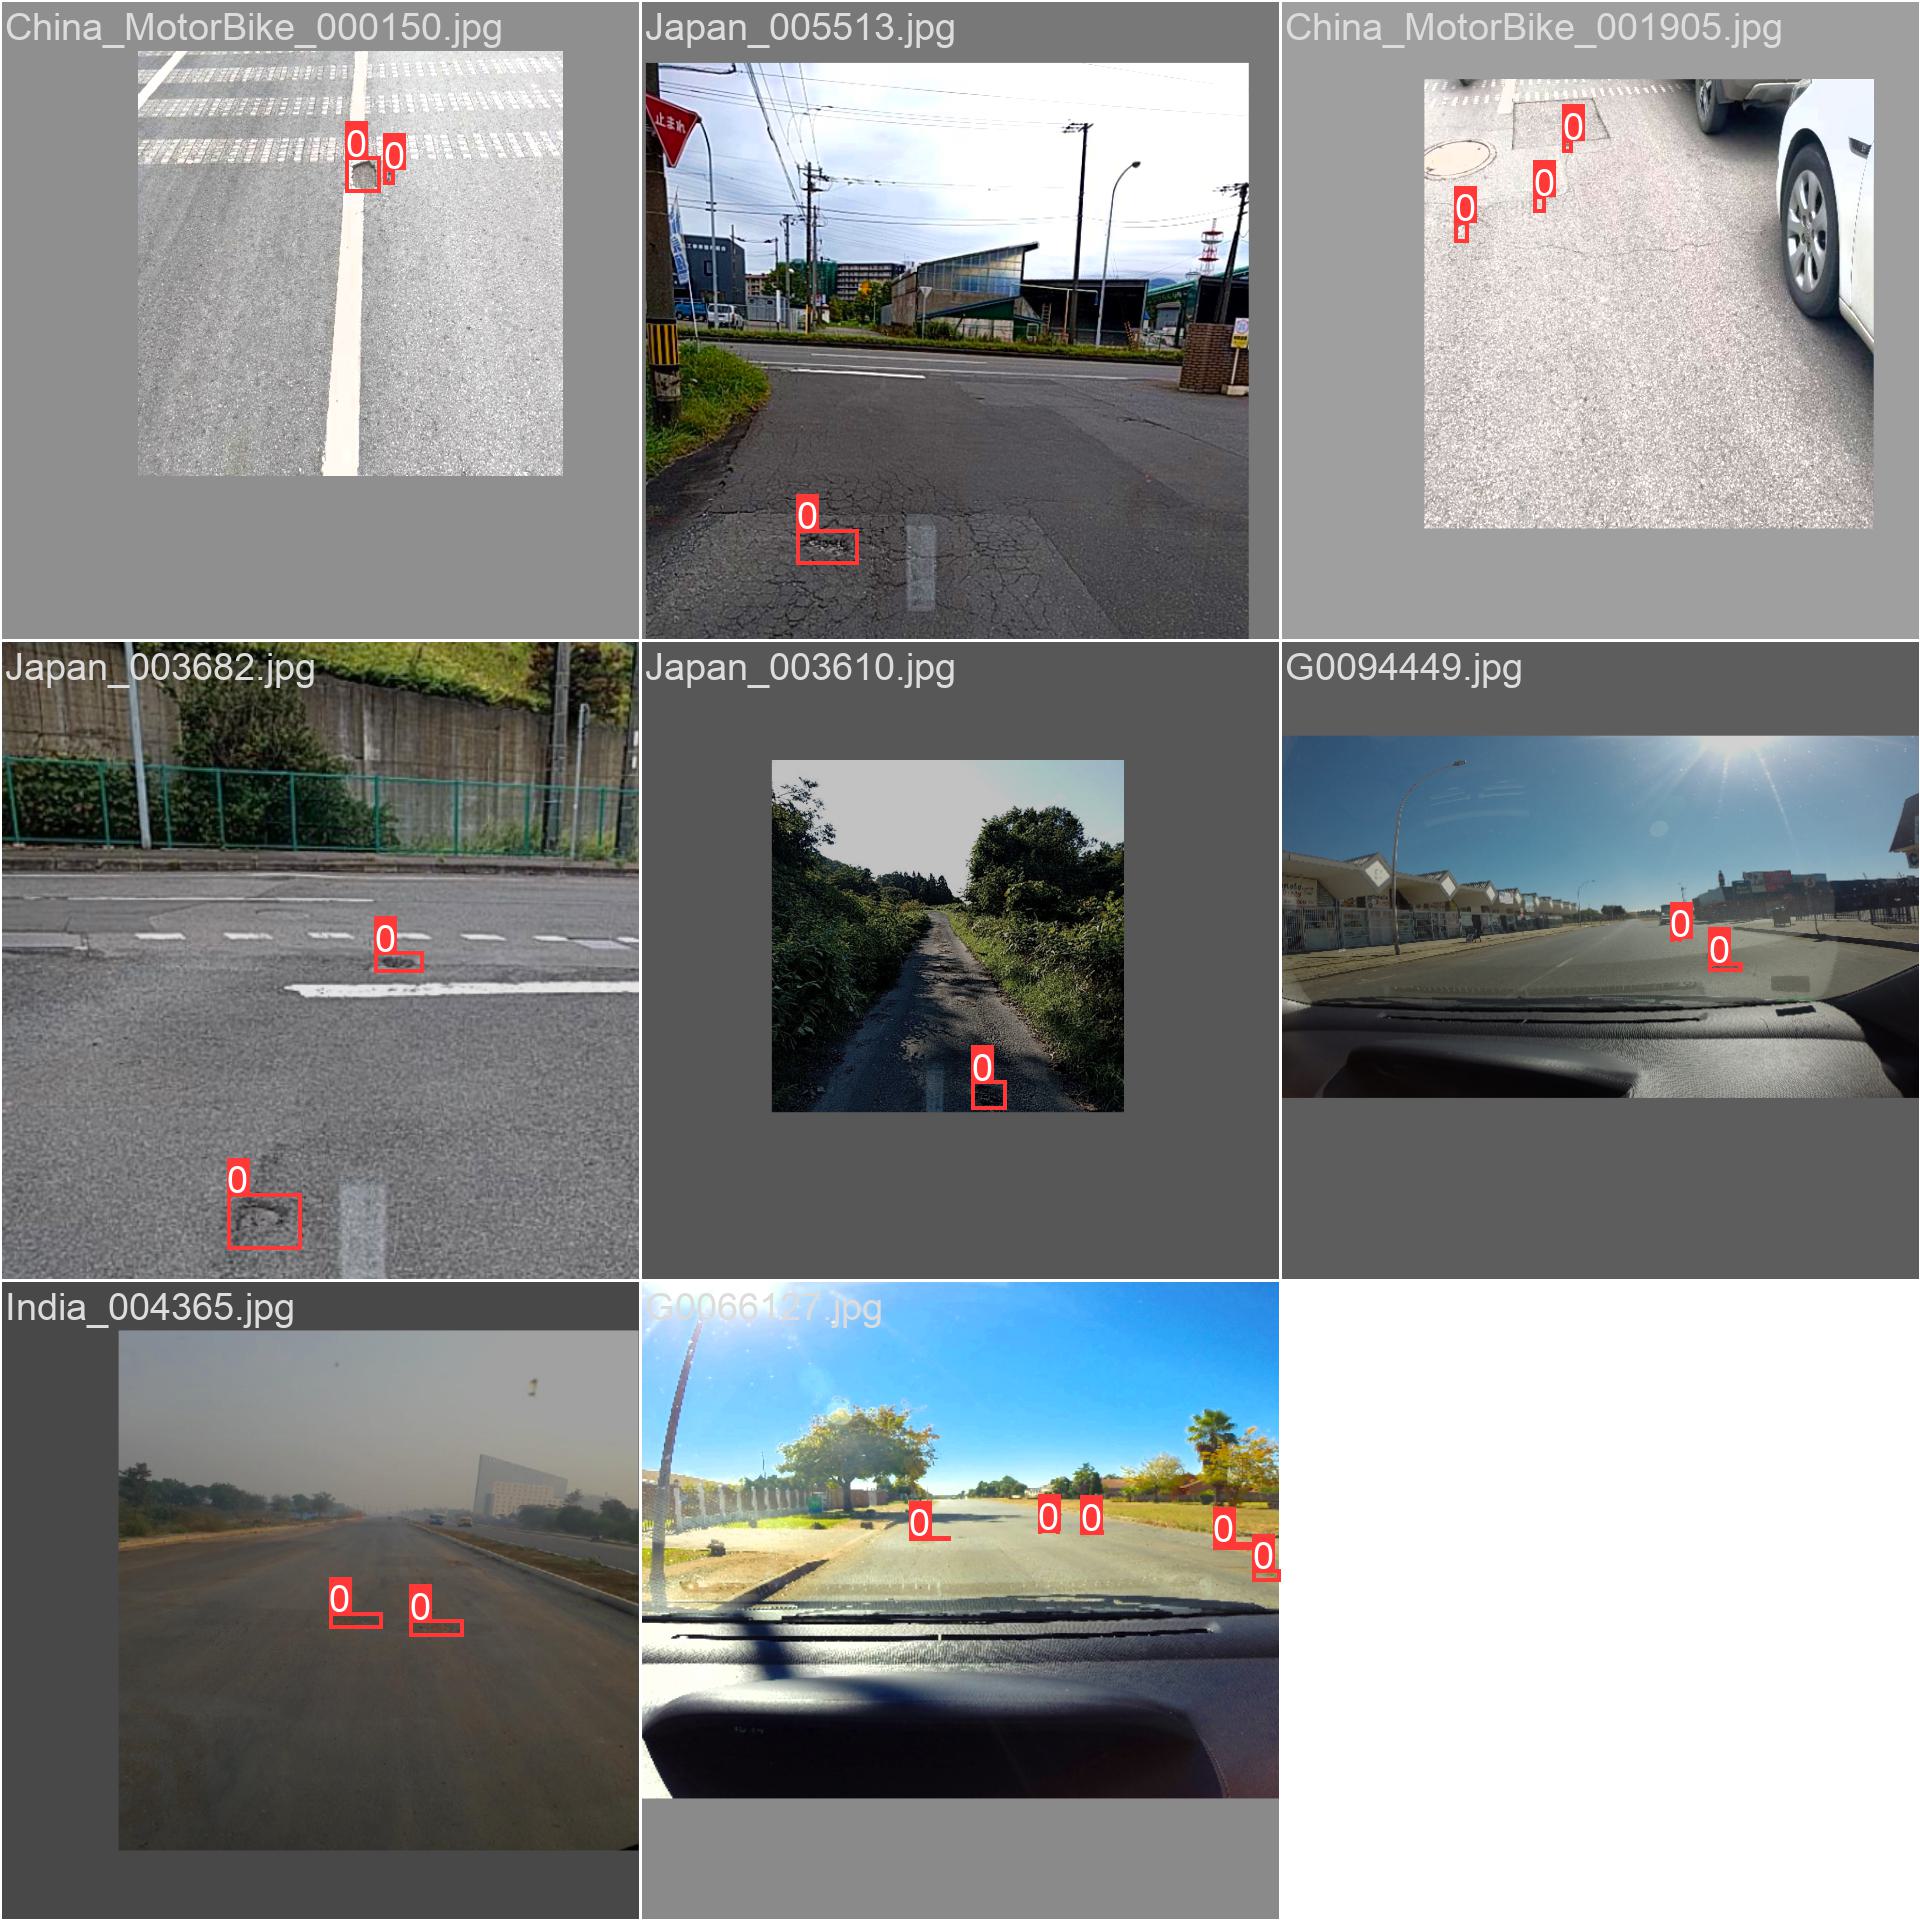 China_MotorBike_000150.jpg
0
0
Japan_005513.jpg
止まれ
0
China_MotorBike_001905.jpg
0
0
0
Japan_003682.jpg
0
0
Japan_003610.jpg
0
G0094449.jpg
0
0
India_004365.jpg
0
0
G0066127.jpg
0
0
0
0
0